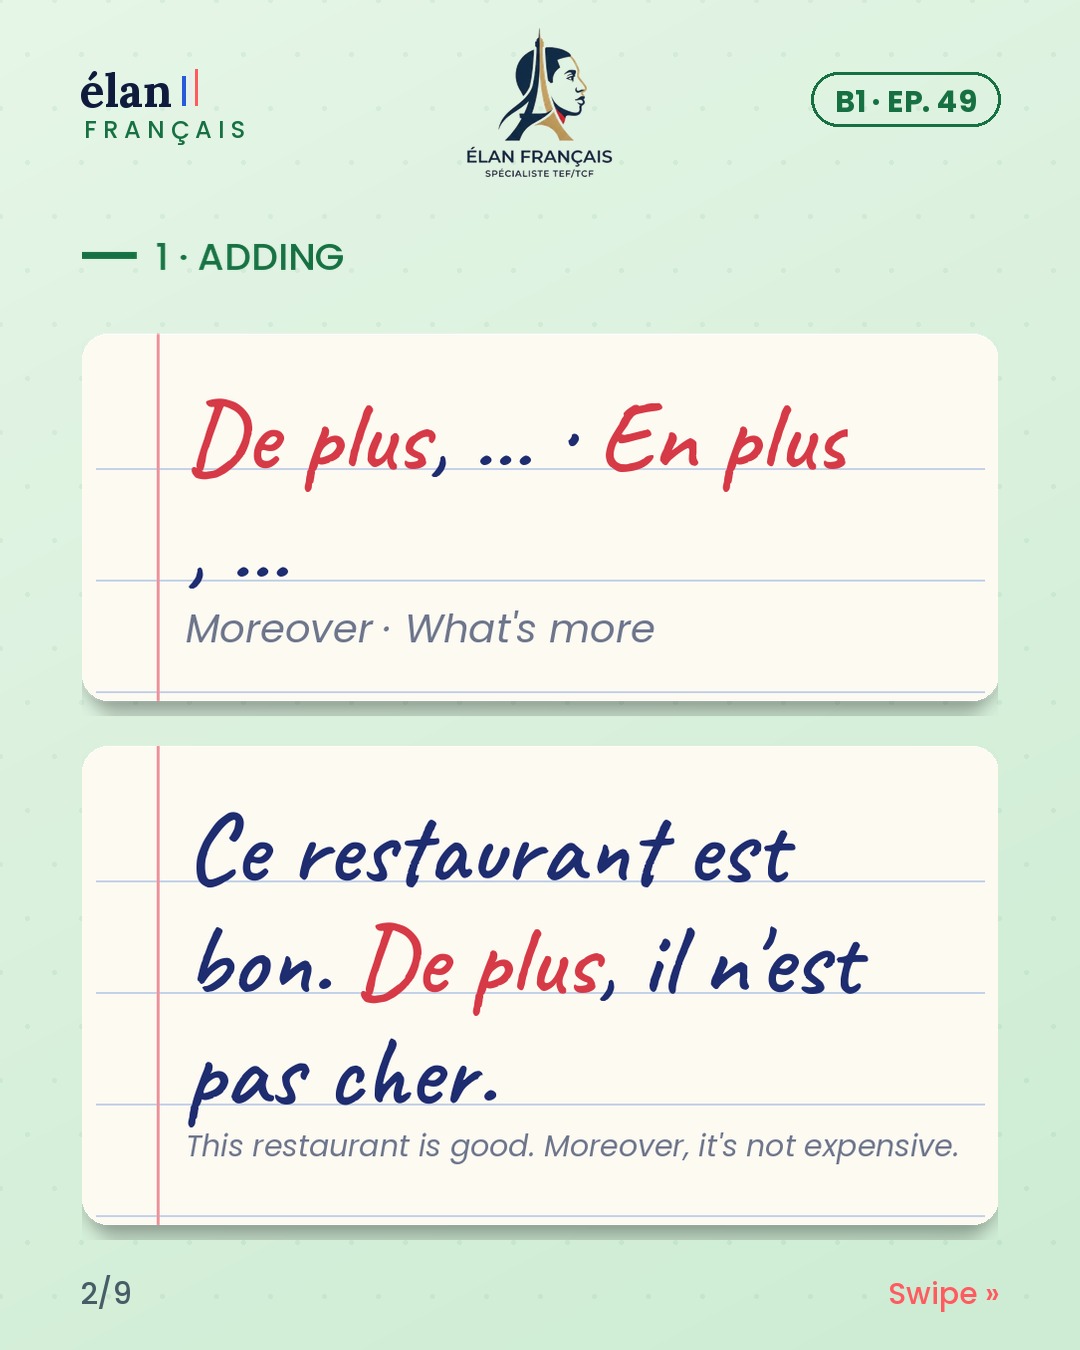 élan
FRANÇAIS
ÉLAN FRANÇAIS
SPÉCIALISTE TEF/TCF
B1 · EP. 49
1 · ADDING
De plus, ... · En plus
, ...
Moreover · What's more
Ce restaurant est
bon. De plus, il n'est
pas cher.
This restaurant is good. Moreover, it's not expensive.
2/9
Swipe »